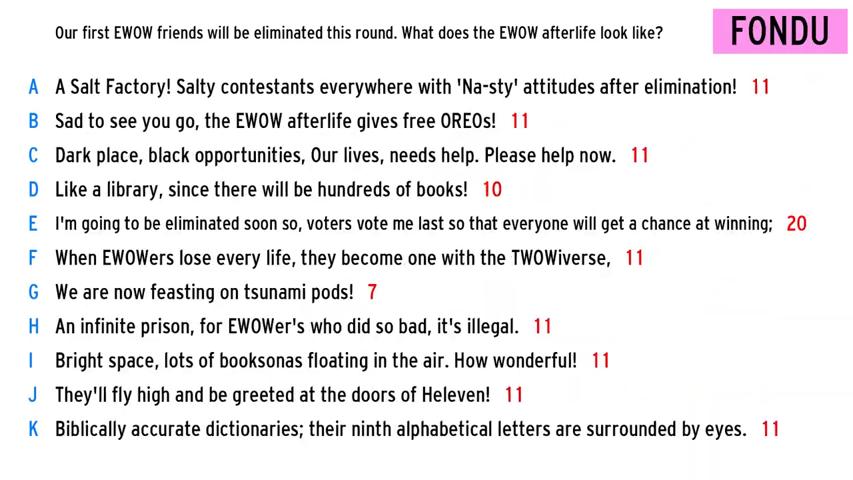 Our first EWOW friends will be eliminated this round. What does the EWOW afterlife look like?
FONDU
A A Salt Factory! Salty contestants everywhere with 'Na-sty' attitudes after elimination! 11
B Sad to see you go, the EWOW afterlife gives free OREOs! 11
C Dark place, black opportunities, Our lives, needs help. Please help now. 11
D Like a library, since there will be hundreds of books! 10
E I'm going to be eliminated soon so, voters vote me last so that everyone will get a chance at winning; 20
F When EWOWers lose every life, they become one with the TWOWiverse, 11
G We are now feasting on tsunami pods! 7
H An infinite prison, for EWOWer's who did so bad, it's illegal. 11
I Bright space, lots of booksonas floating in the air. How wonderful! 11
J They'll fly high and be greeted at the doors of Heleven! 11
K Biblically accurate dictionaries; their ninth alphabetical letters are surrounded by eyes. 11